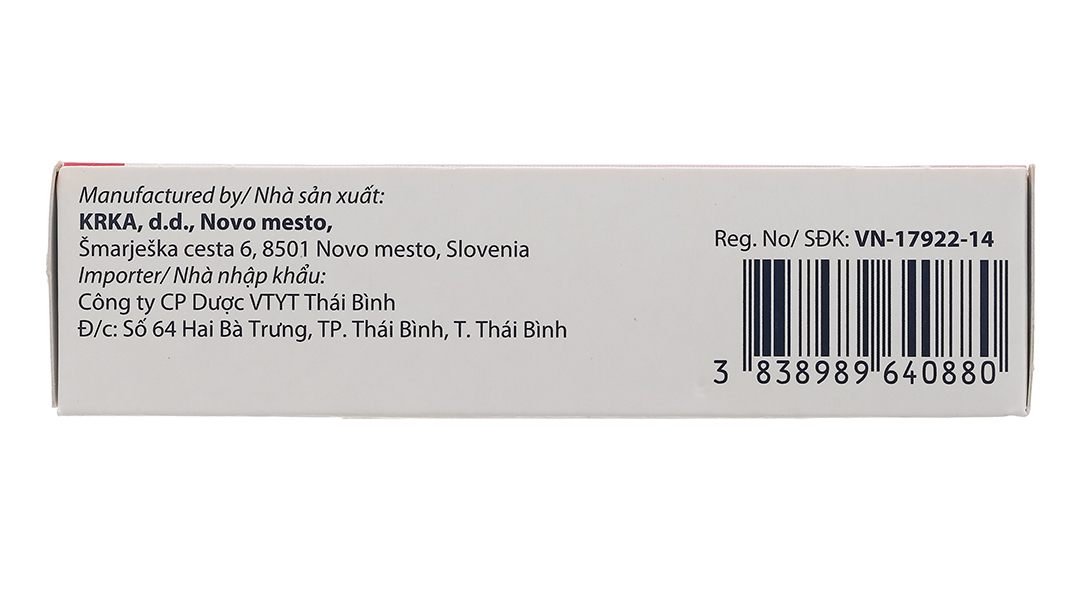 Manufactured by/ Nhà sản xuất:
KRKA, d.d., Novo mesto,
Šmarješka cesta 6, 8501 Novo mesto, Slovenia
Importer/ Nhà nhập khẩu:
Công ty CP Dược VTYT Thái Bình
Đ/c: Số 64 Hai Bà Trưng, TP. Thái Bình, T. Thái Bình
Reg. No/ SĐK: VN-17922-14
3 838989 640880